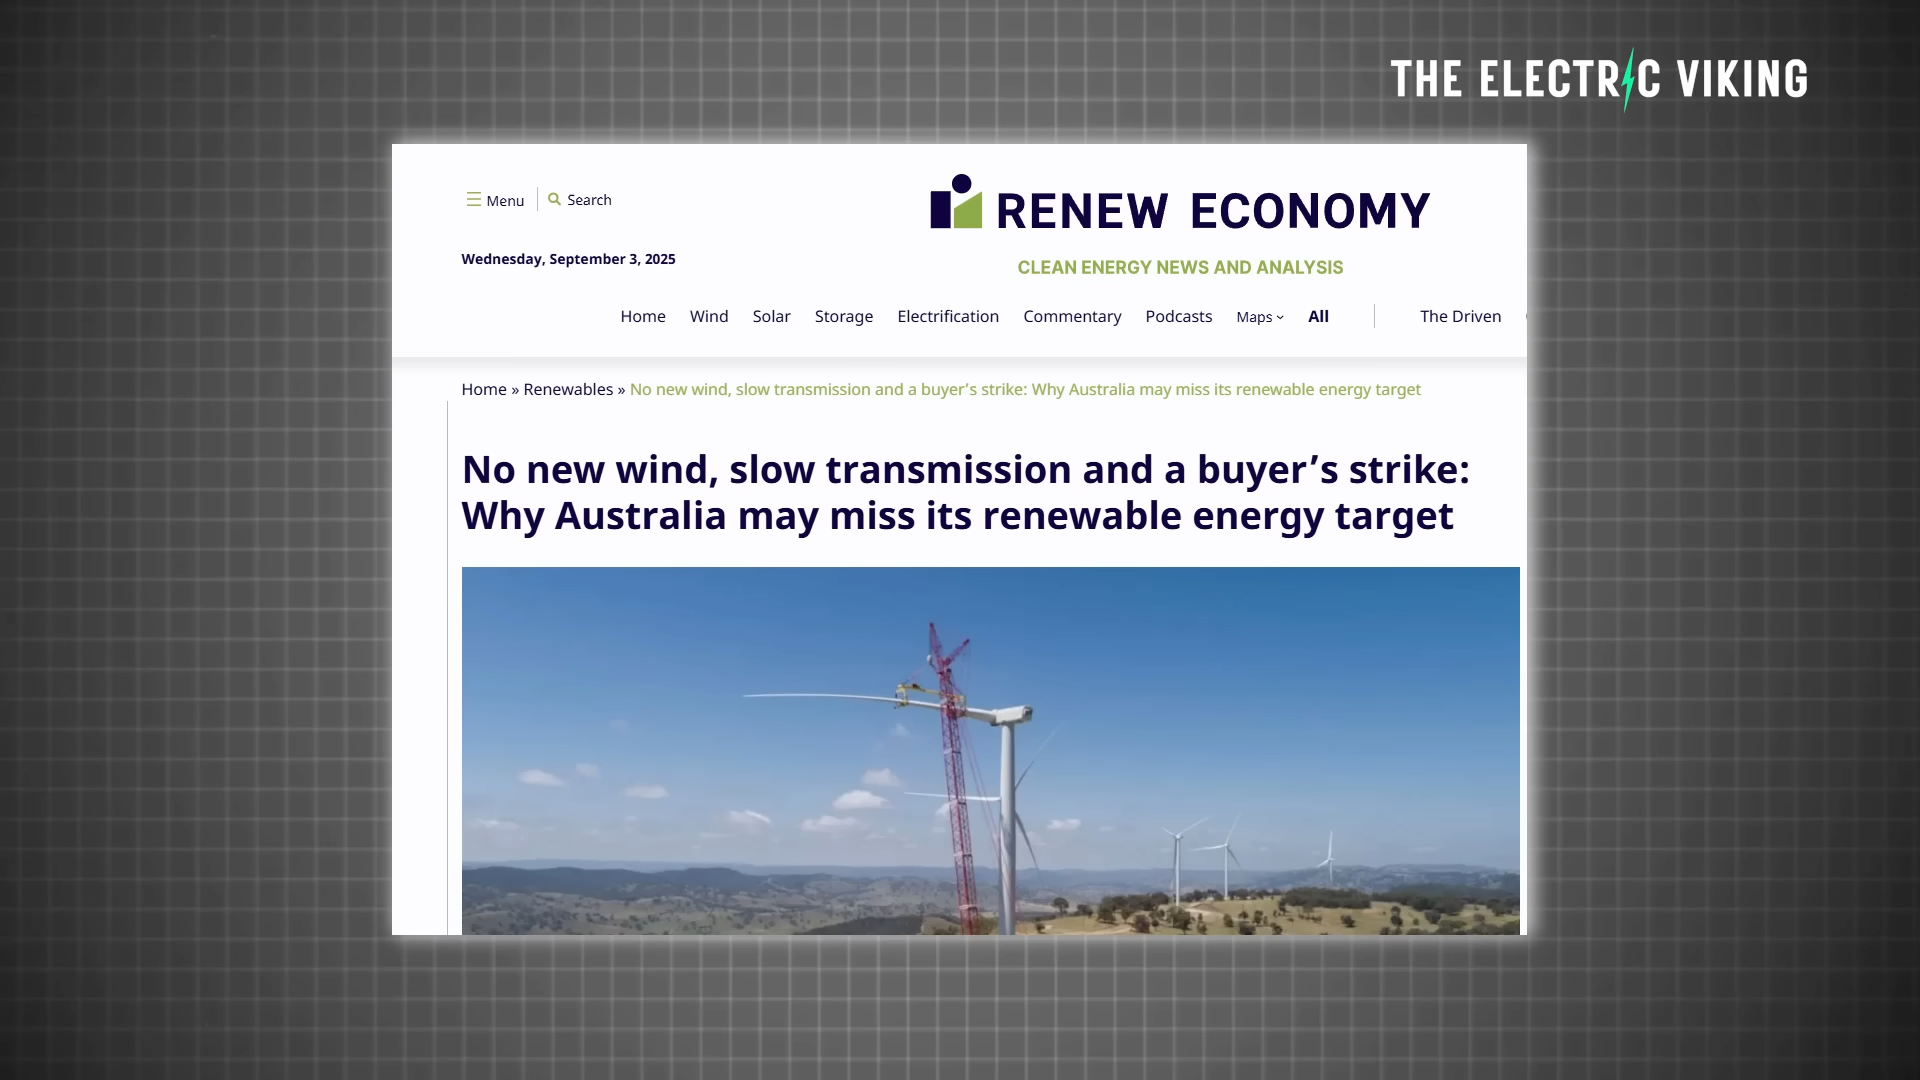 THE ELECTRIC VIKING
Menu
Search
RENEW ECONOMY
Wednesday, September 3, 2025
CLEAN ENERGY NEWS AND ANALYSIS
Home Wind Solar Storage Electrification Commentary Podcasts Maps All The Driven
Home » Renewables » No new wind, slow transmission and a buyer’s strike: Why Australia may miss its renewable energy target
No new wind, slow transmission and a buyer’s strike:
Why Australia may miss its renewable energy target